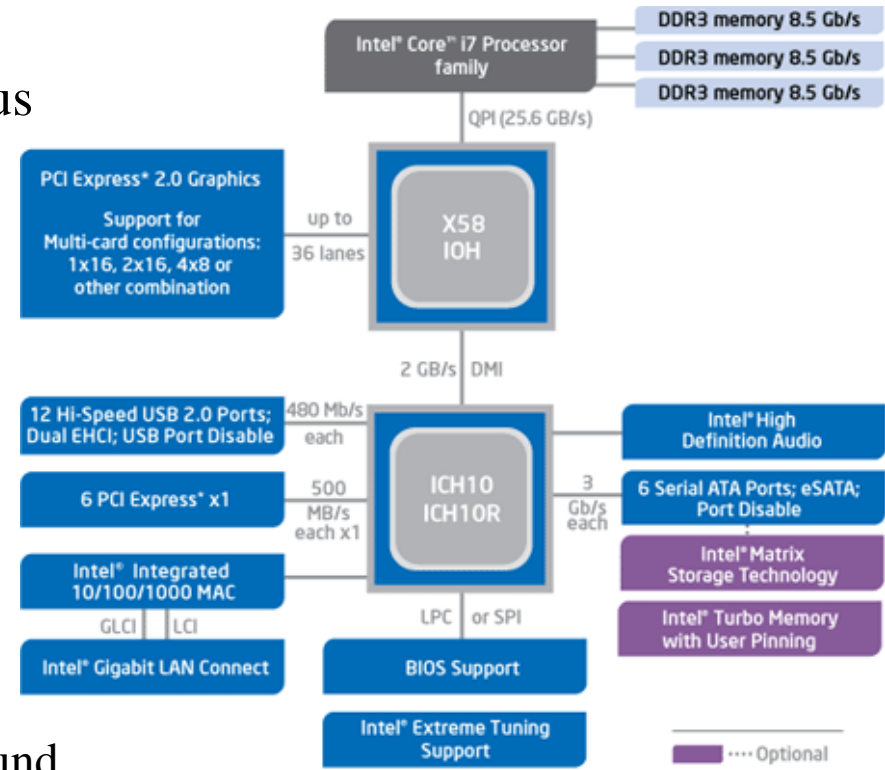 us
Intel® Core™ i7 Processor
family
DDR3 memory 8.5 Gb/s
DDR3 memory 8.5 Gb/s
DDR3 memory 8.5 Gb/s
QPI (25.6 GB/s)
PCI Express* 2.0 Graphics
Support for
Multi-card configurations:
1x16, 2x16, 4x8 or
other combination
up to
36 lanes
X58
IOH
2 GB/s DMI
12 Hi-Speed USB 2.0 Ports;
Dual EHCI; USB Port Disable
480 Mb/s
each
6 PCI Express* x1
500
MB/s
each x1
Intel® Integrated
10/100/1000 MAC
GLCI LCI
Intel® Gigabit LAN Connect
ICH10
ICH10R
Intel® High
Definition Audio
3
Gb/s
each
6 Serial ATA Ports; eSATA;
Port Disable
Intel® Matrix
Storage Technology
Intel® Turbo Memory
with User Pinning
LPC or SPI
BIOS Support
Intel® Extreme Tuning
Support
Optional
und